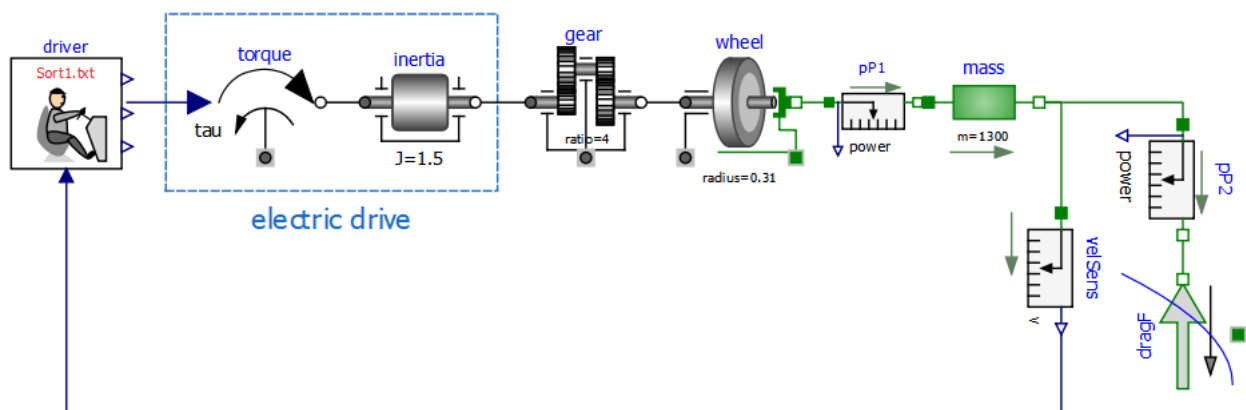 driver
Sort1.txt
torque
tau
inertia
J=1.5
electric drive
gear
ratio=4
wheel
radius=0.31
pP1
power
mass
m=1300
power
pP2
velSens
v
dragF